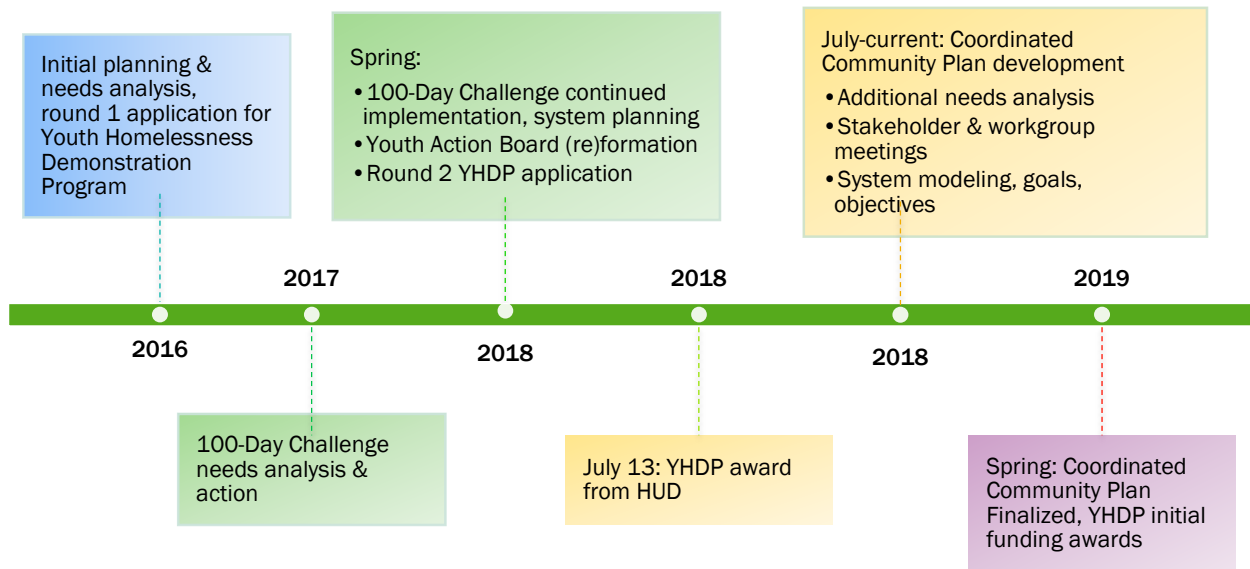 Initial planning &
needs analysis,
round 1 application for
Youth Homelessness
Demonstration
Program
Spring:
•100-Day Challenge continued
implementation, system planning
•Youth Action Board (re)formation
•Round 2 YHDP application
July-current: Coordinated
Community Plan development
•Additional needs analysis
•Stakeholder & workgroup
meetings
•System modeling, goals,
objectives
2017
2018
2019
2016
2018
2018
100-Day Challenge
needs analysis &
action
July 13: YHDP award
from HUD
Spring: Coordinated
Community Plan
Finalized, YHDP initial
funding awards